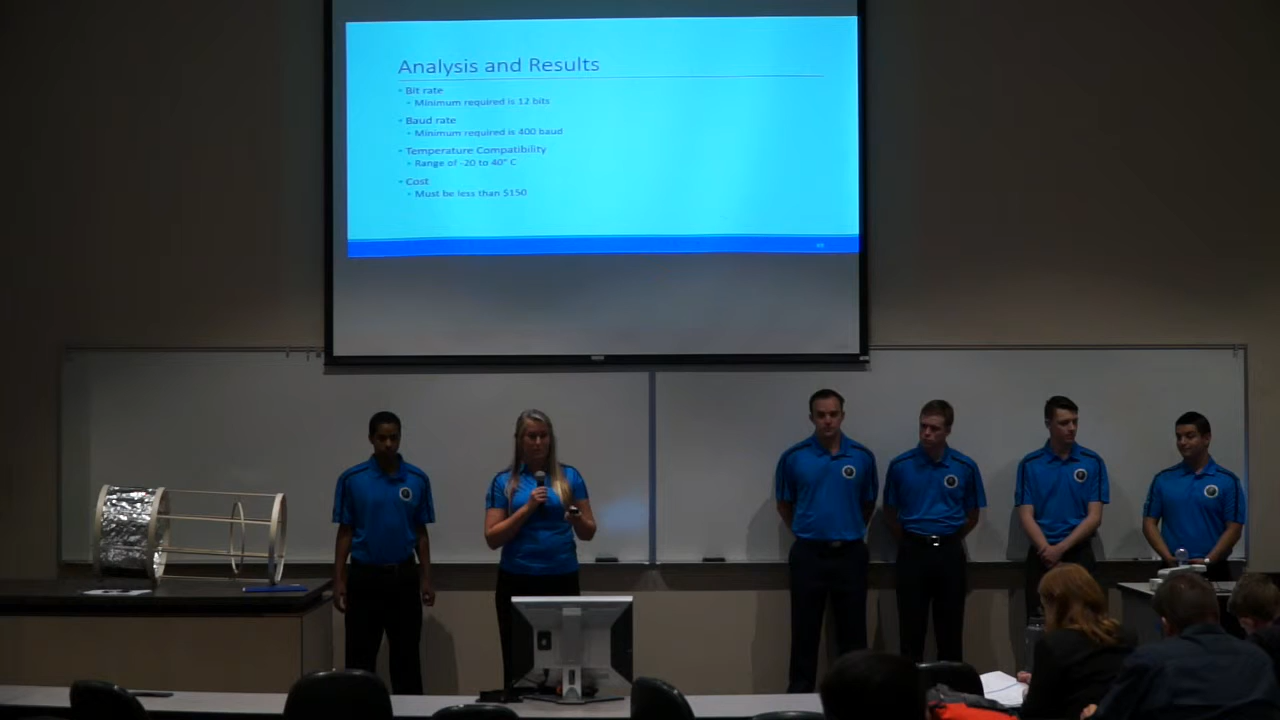 Analysis and Results
Bit rate
Minimum required is 12 bits
Baud rate
Minimum required is 400 baud
Temperature Compatibility
Range of -20 to 40° C
Cost
Must be less than $150